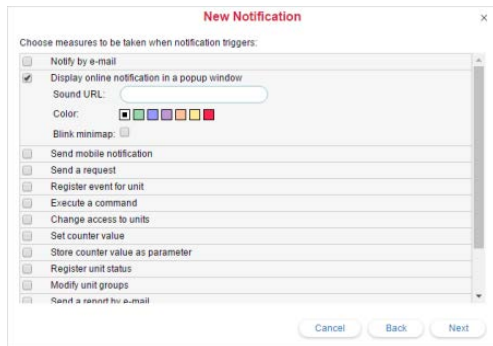 New Notification
×
Choose measures to be taken when notification triggers:
Notify by e-mail
Display online notification in a popup window
Sound URL:
Color:
Blink minimap:
Send mobile notification
Send a request
Register event for unit
Execute a command
Change access to units
Set counter value
Store counter value as parameter
Register unit status
Modify unit groups
Send a report by e-mail
Cancel Back Next